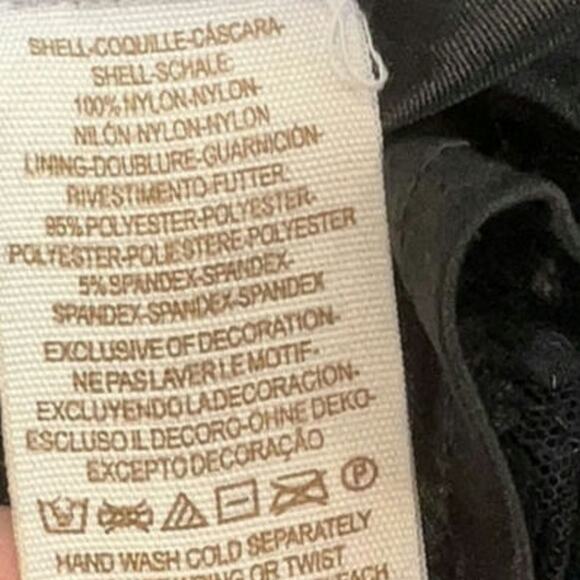 SHELL-COQUILLE-CÁSCARA-
SHELL-SCHALE:
100% NYLON-NYLON-
NILÓN-NYLON-NYLON
LINING-DOUBLURE-GUARNICIÓN-
RIVESTIMENTO-FUTTER:
95% POLYESTER-POLYESTER-
POLYESTER-POLIESTERE-POLYESTER
5% SPANDEX-SPANDEX-
SPANDEX-SPANDEX-SPANDEX
EXCLUSIVE OF DECORATION-
NE PAS LAVER LE MOTIF-
EXCLUYENDO LA DECORACION-
ESCLUSO IL DECORO-OHNE DEKO-
EXCEPTO DECORAÇÃO
P
HAND WASH COLD SEPARATELY
OR TWIST